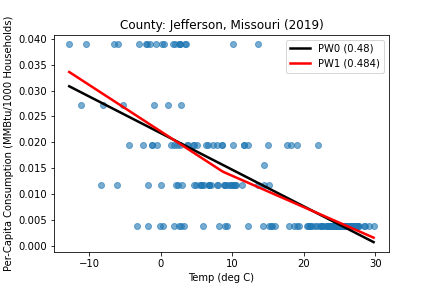 County: Jefferson, Missouri (2019)
Per-Capita Consumption (MMBtu/1000 Households)
0.040
0.035
0.030
0.025
0.020
0.015
0.010
0.005
0.000
PW0 (0.48)
PW1 (0.484)
−10
0
10
20
30
Temp (deg C)